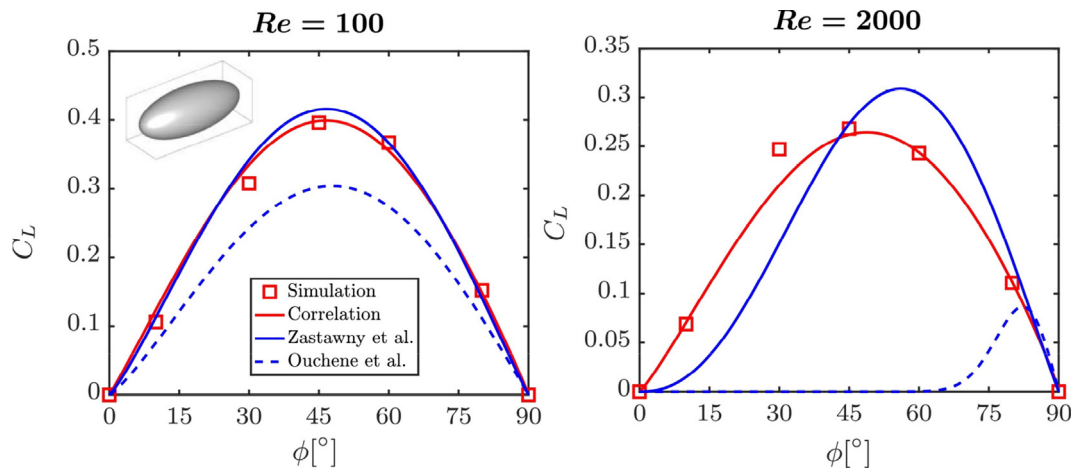 Re = 100
0.5
0.4
0.3
0.2
0.1
0
C_L
Simulation
Correlation
Zastawny et al.
Ouchene et al.
0 15 30 45 60 75 90
ϕ[°]
Re = 2000
0.35
0.3
0.25
0.2
0.15
0.1
0.05
0
C_L
0 15 30 45 60 75 90
ϕ[°]